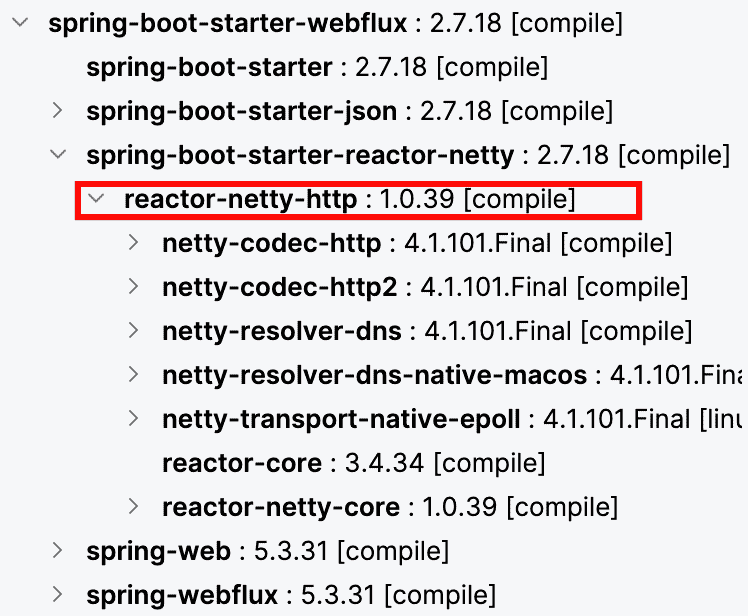 spring-boot-starter-webflux : 2.7.18 [compile]
spring-boot-starter : 2.7.18 [compile]
spring-boot-starter-json : 2.7.18 [compile]
spring-boot-starter-reactor-netty : 2.7.18 [compile]
reactor-netty-http : 1.0.39 [compile]
netty-codec-http : 4.1.101.Final [compile]
netty-codec-http2 : 4.1.101.Final [compile]
netty-resolver-dns : 4.1.101.Final [compile]
netty-resolver-dns-native-macos : 4.1.101.Fina
netty-transport-native-epoll : 4.1.101.Final [linu
reactor-core : 3.4.34 [compile]
reactor-netty-core : 1.0.39 [compile]
spring-web : 5.3.31 [compile]
spring-webflux : 5.3.31 [compile]